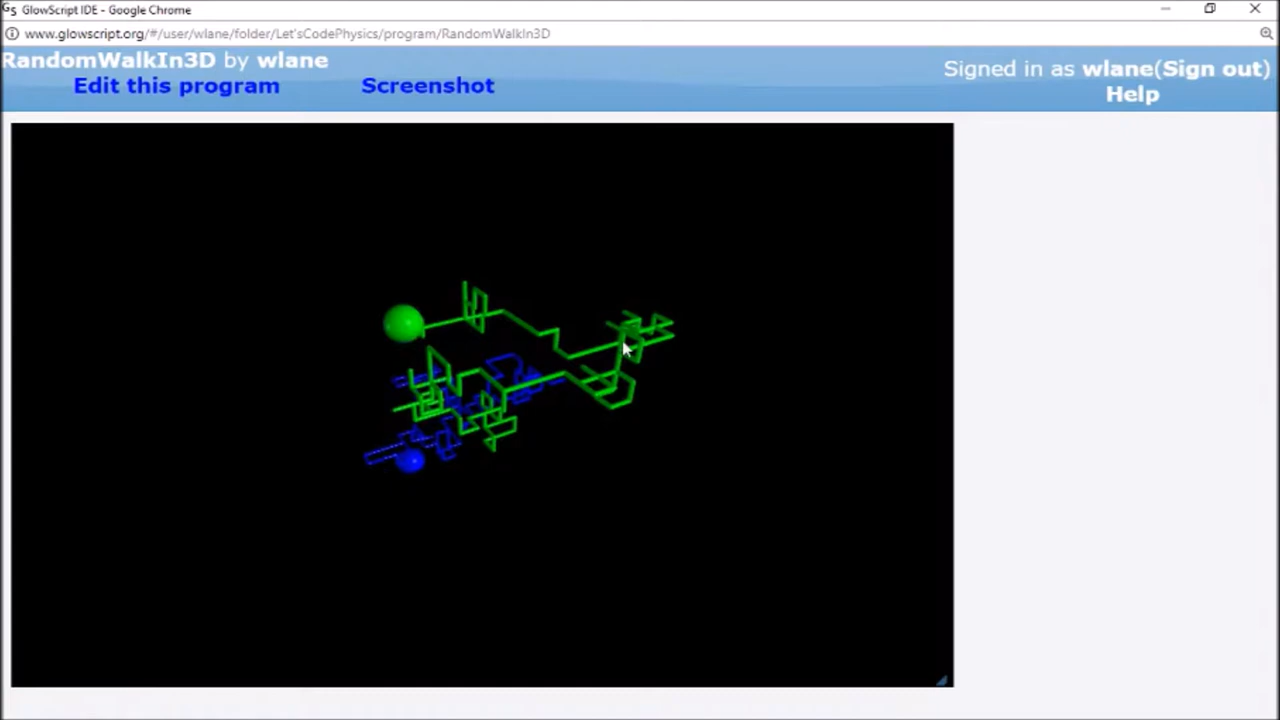 GlowScript IDE - Google Chrome
www.glowscript.org/#/user/wlane/folder/Let'sCodePhysics/program/RandomWalkIn3D
RandomWalkIn3D by wlane
Signed in as wlane(Sign out)
Edit this program Screenshot
Help